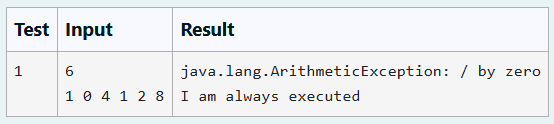 Test Input Result
1 6 java.lang.ArithmeticException: / by zero
1 0 4 1 2 8 I am always executed